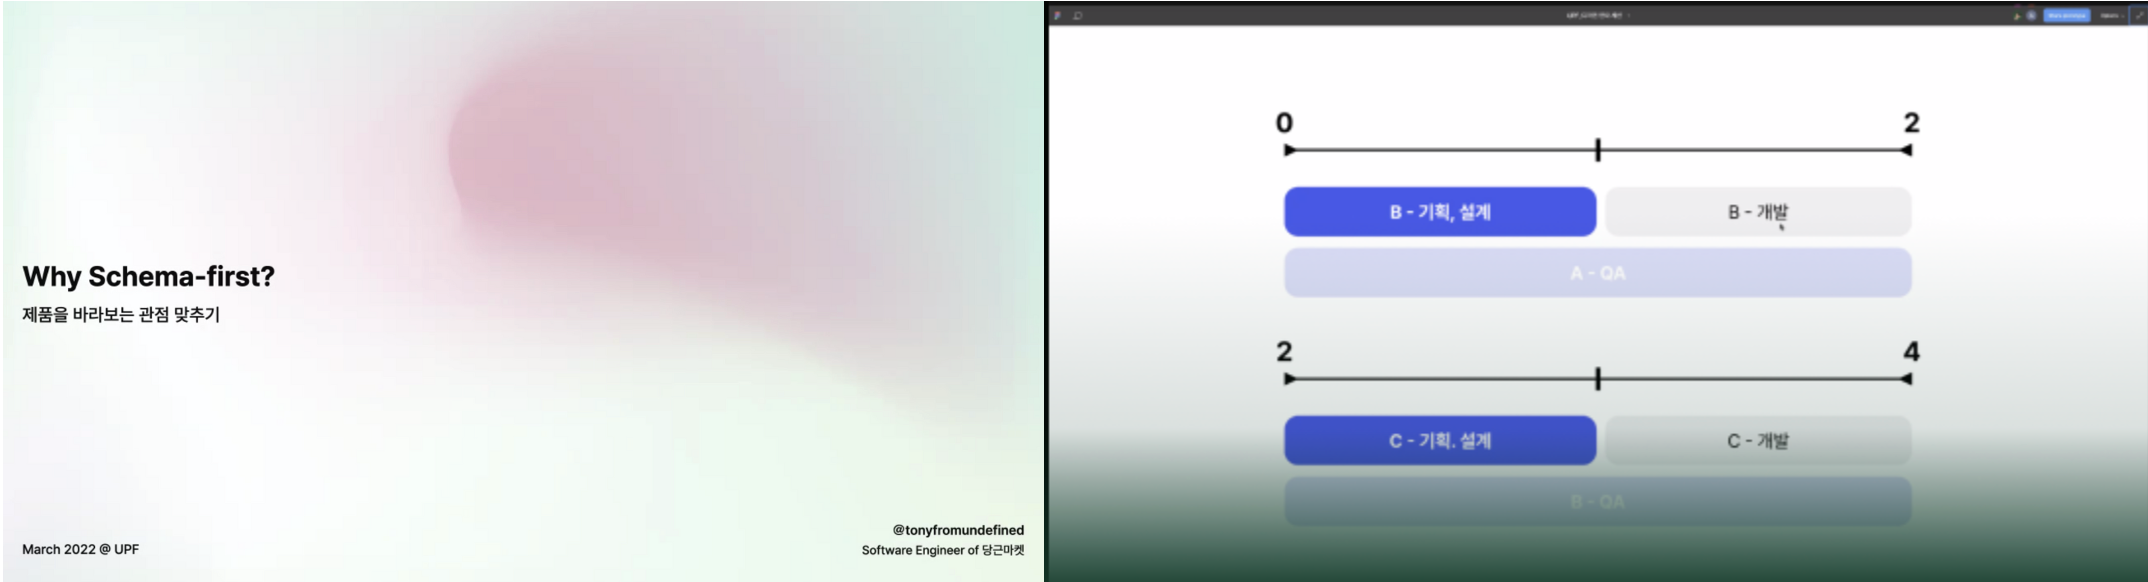 Why Schema-first?
제품을 바라보는 관점 맞추기
March 2022 @ UPF
@tonyfromundefined
Software Engineer of 당근마켓
0
2
B - 기획, 설계
B - 개발
A - QA
2
4
C - 기획. 설계
C - 개발
B - QA